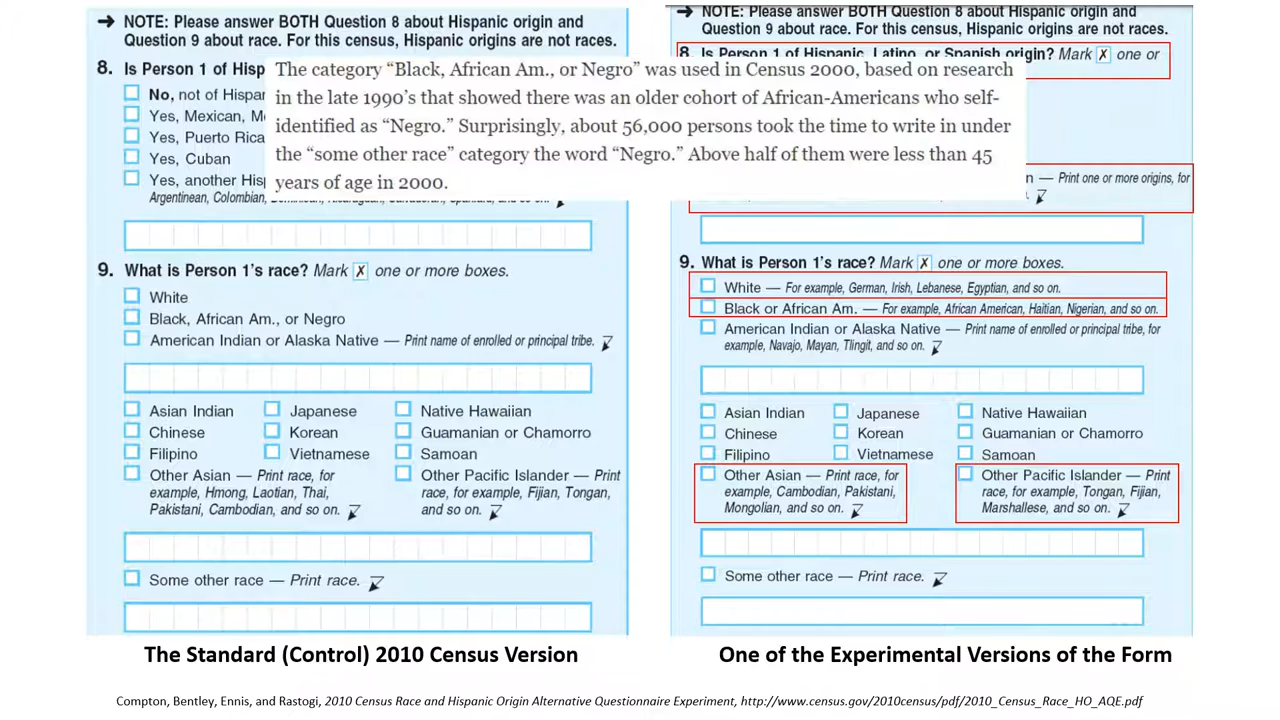 ➔ NOTE: Please answer BOTH Question 8 about Hispanic origin and
Question 9 about race. For this census, Hispanic origins are not races.
8. Is Person 1 of Hisp
No, not of Hispan
Yes, Mexican, M
Yes, Puerto Rica
Yes, Cuban
Yes, another Hisp
Argentinean, Colombian,
9. What is Person 1's race? Mark X one or more boxes.
White
Black, African Am., or Negro
American Indian or Alaska Native — Print name of enrolled or principal tribe.
Asian Indian Japanese Native Hawaiian
Chinese Korean Guamanian or Chamorro
Filipino Vietnamese Samoan
Other Asian — Print race, for Other Pacific Islander — Print
example, Hmong, Laotian, Thai, race, for example, Fijian, Tongan,
Pakistani, Cambodian, and so on. and so on.
Some other race — Print race.
The Standard (Control) 2010 Census Version
The category “Black, African Am., or Negro” was used in Census 2000, based on research
in the late 1990’s that showed there was an older cohort of African-Americans who self-
identified as “Negro.” Surprisingly, about 56,000 persons took the time to write in under
the “some other race” category the word “Negro.” Above half of them were less than 45
years of age in 2000.
➔ NOTE: Please answer BOTH Question 8 about Hispanic origin and
Question 9 about race. For this census, Hispanic origins are not races.
8. Is Person 1 of Hispanic, Latino, or Spanish origin? Mark X one or
n — Print one or more origins, for
9. What is Person 1's race? Mark X one or more boxes.
White — For example, German, Irish, Lebanese, Egyptian, and so on.
Black or African Am. — For example, African American, Haitian, Nigerian, and so on.
American Indian or Alaska Native — Print name of enrolled or principal tribe, for
example, Navajo, Mayan, Tlingit, and so on.
Asian Indian Japanese Native Hawaiian
Chinese Korean Guamanian or Chamorro
Filipino Vietnamese Samoan
Other Asian — Print race, for Other Pacific Islander — Print
example, Cambodian, Pakistani, race, for example, Tongan, Fijian,
Mongolian, and so on. Marshallese, and so on.
Some other race — Print race.
One of the Experimental Versions of the Form
Compton, Bentley, Ennis, and Rastogi, 2010 Census Race and Hispanic Origin Alternative Questionnaire Experiment, http://www.census.gov/2010census/pdf/2010_Census_Race_HO_AQE.pdf